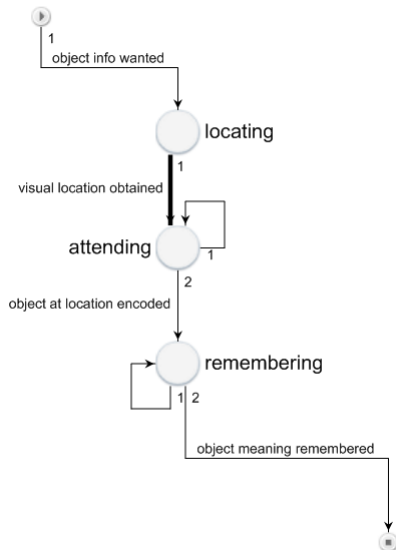 1
object info wanted
locating
1
visual location obtained
attending
1
2
object at location encoded
remembering
1 2
object meaning remembered